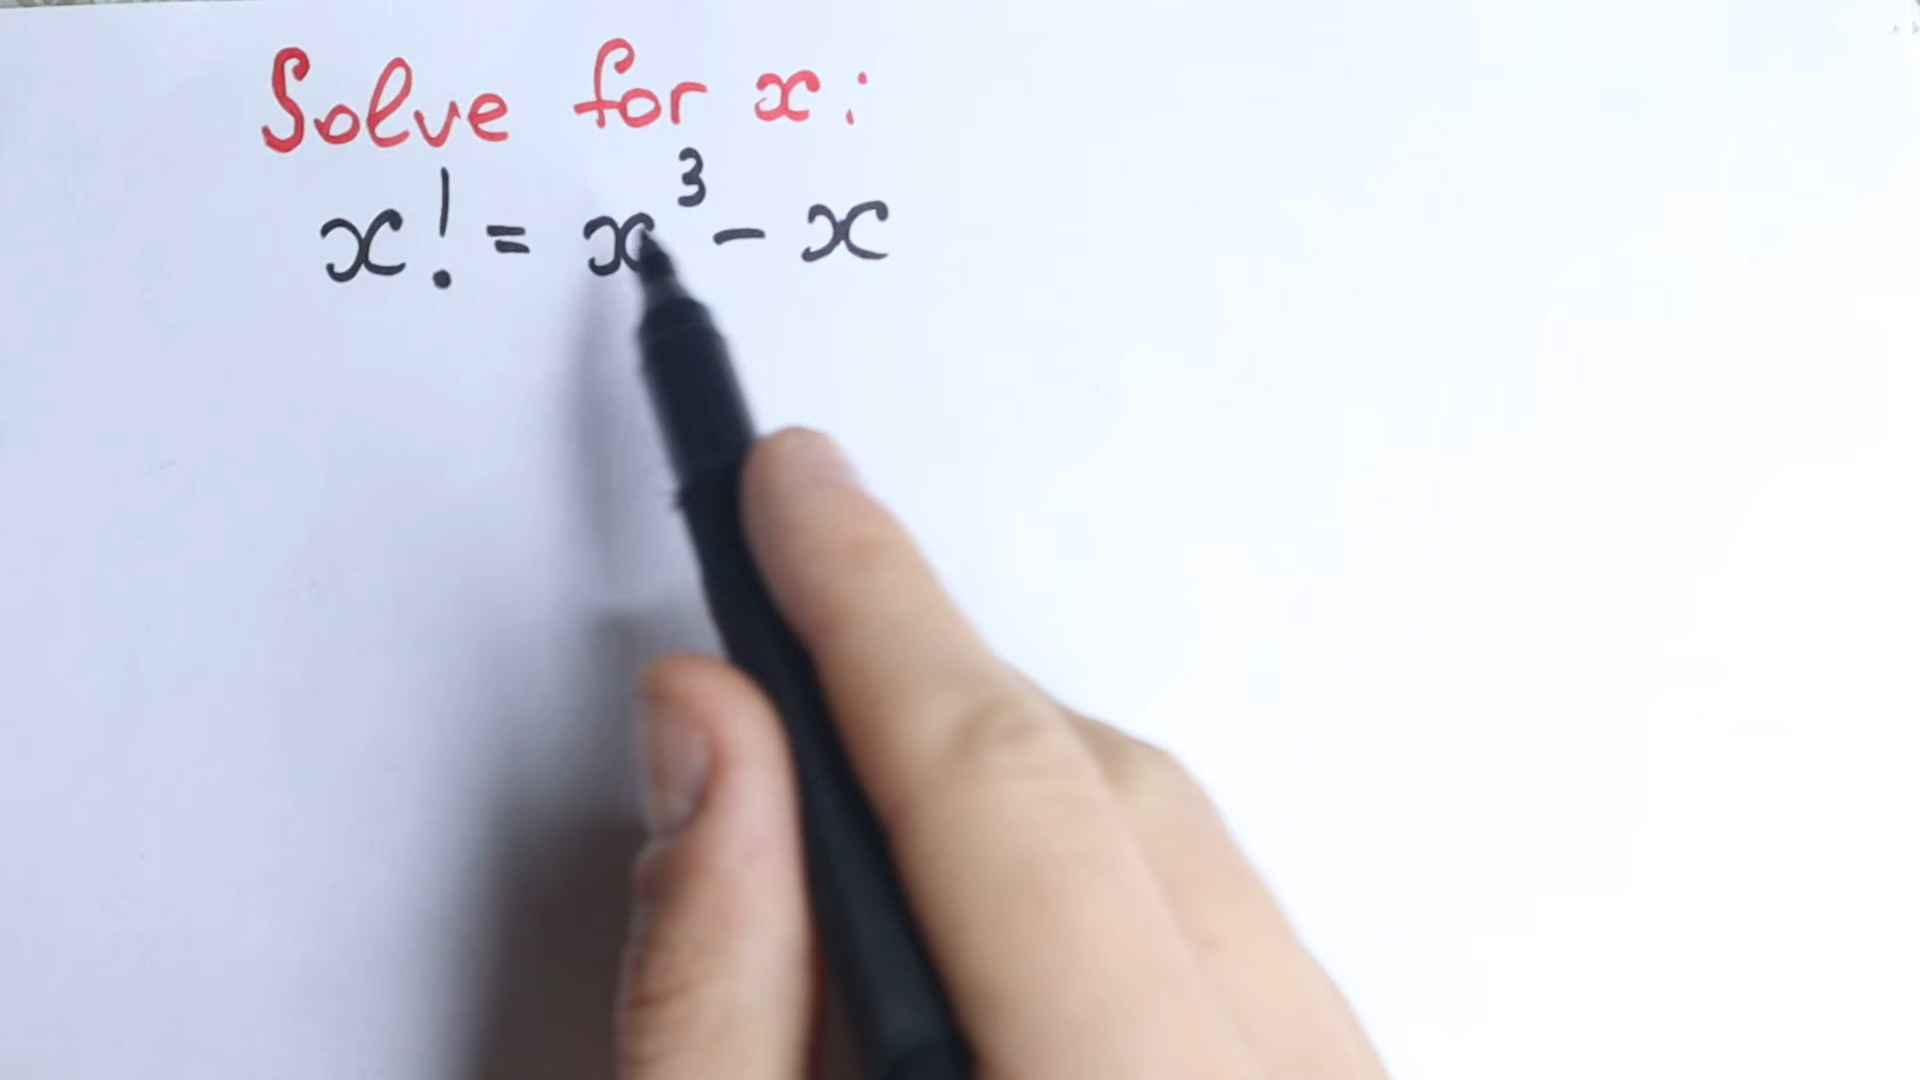 Solve for x:
x! = x³ - x